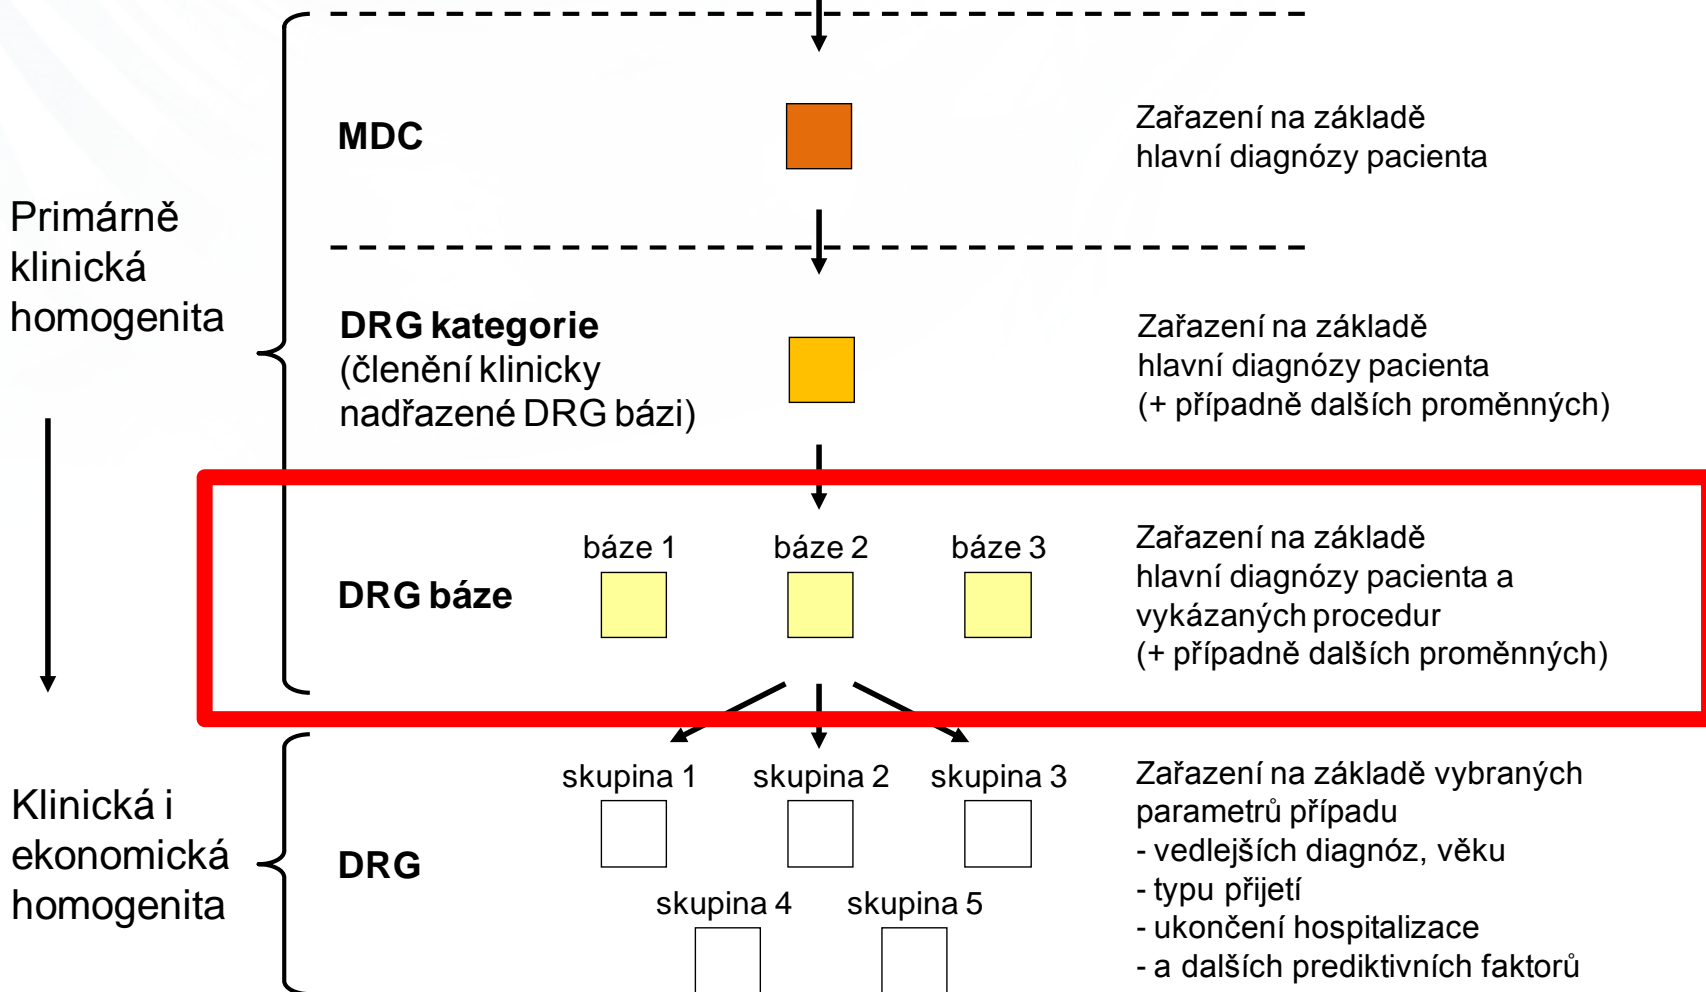 MDC
Zařazení na základě
hlavní diagnózy pacienta
Primárně
klinická
homogenita
DRG kategorie
(členění klinicky
nadřazené DRG bázi)
Zařazení na základě
hlavní diagnózy pacienta
(+ případně dalších proměnných)
báze 1
báze 2
báze 3
DRG báze
Zařazení na základě
hlavní diagnózy pacienta a
vykázaných procedur
(+ případně dalších proměnných)
Klinická i
ekonomická
homogenita
DRG
skupina 1
skupina 2
skupina 3
skupina 4
skupina 5
Zařazení na základě vybraných
parametrů případu
- vedlejších diagnóz, věku
- typu přijetí
- ukončení hospitalizace
- a dalších prediktivních faktorů